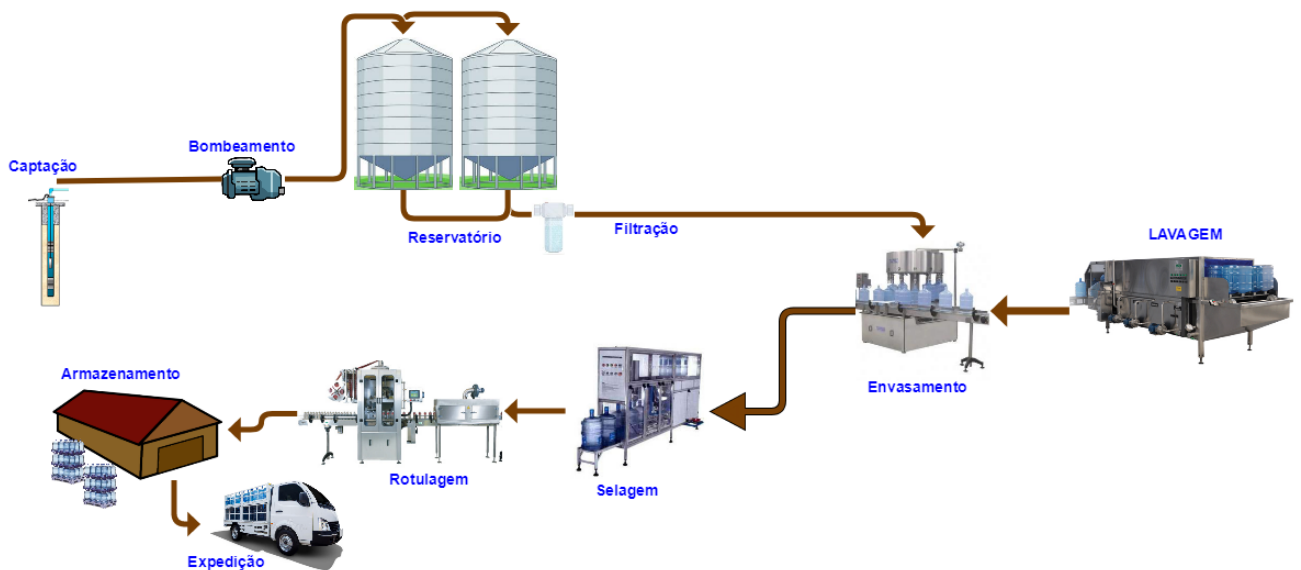 Captação
Bombeamento
Reservatório
Filtração
LAVAGEM
Envasamento
Selagem
Rotulagem
Armazenamento
Expedição